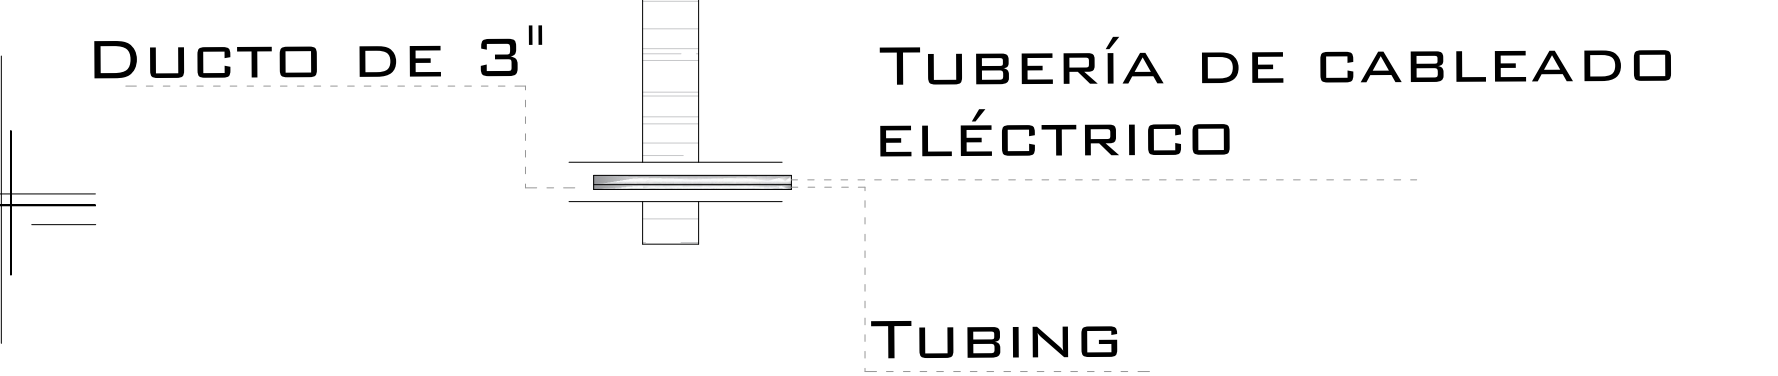 Ducto de 3"
Tubería de cableado
eléctrico
Tubing